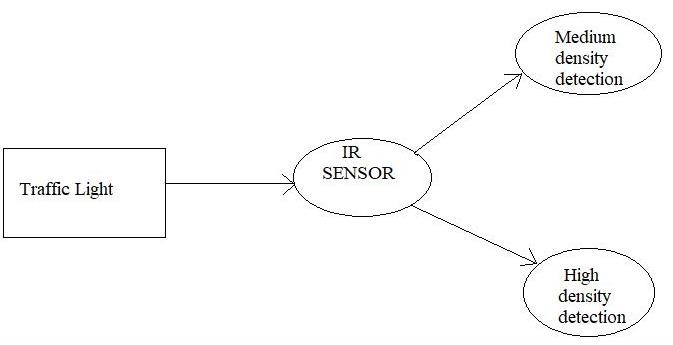 Medium
density
detection
IR
SENSOR
Traffic Light
High
density
detection